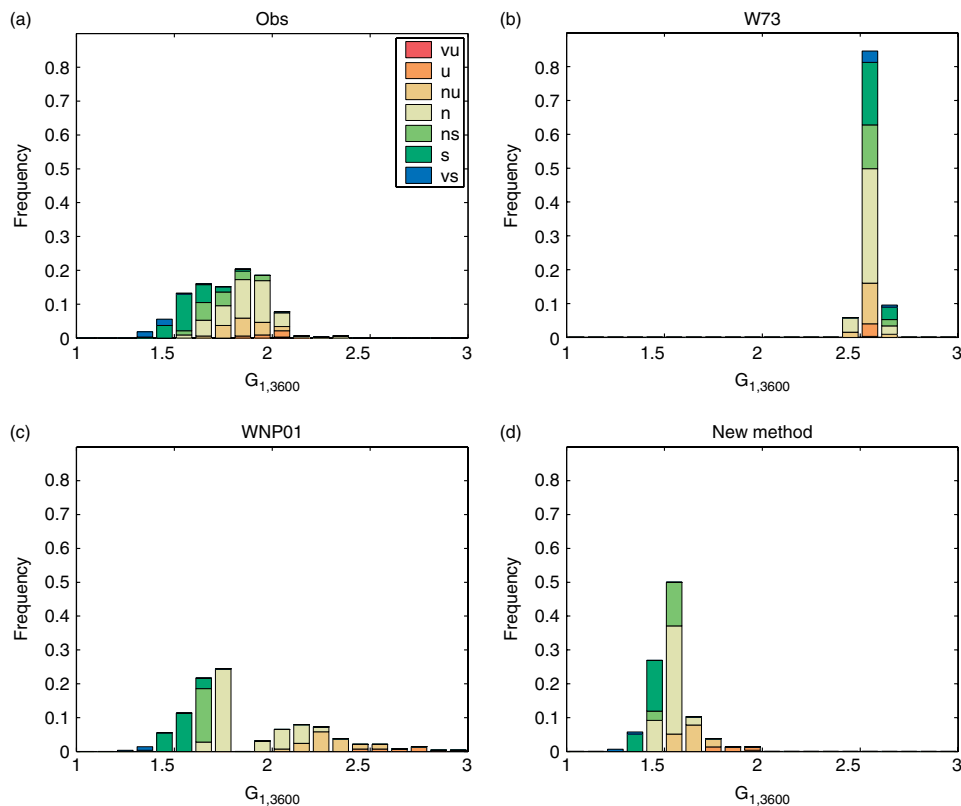 (a)
Obs
0.8
0.7
0.6
0.5
0.4
0.3
0.2
0.1
0
Frequency
1
1.5
2
2.5
3
G1,3600
vu
u
nu
n
ns
s
vs
(b)
W73
0.8
0.7
0.6
0.5
0.4
0.3
0.2
0.1
0
Frequency
1
1.5
2
2.5
3
G1,3600
(c)
WNP01
0.8
0.7
0.6
0.5
0.4
0.3
0.2
0.1
0
Frequency
1
1.5
2
2.5
3
G1,3600
(d)
New method
0.8
0.7
0.6
0.5
0.4
0.3
0.2
0.1
0
Frequency
1
1.5
2
2.5
3
G1,3600